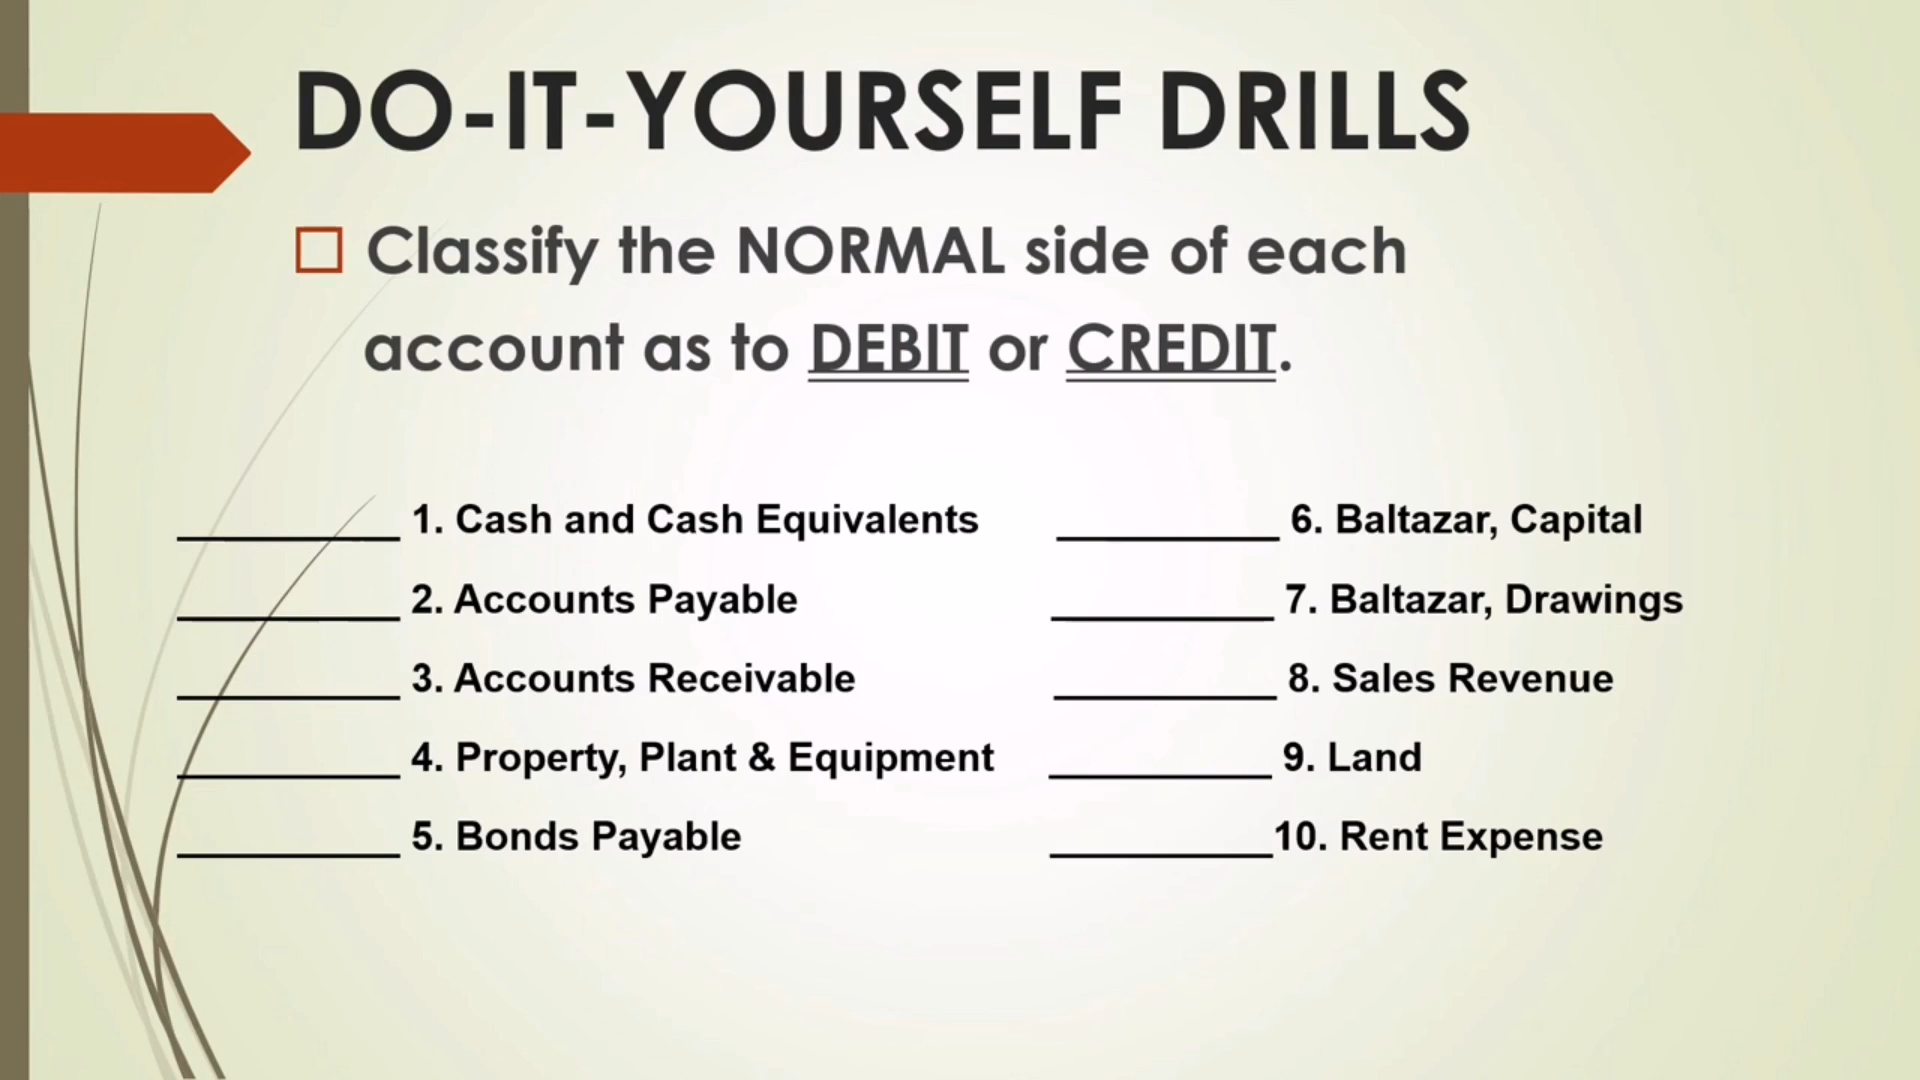 DO-IT-YOURSELF DRILLS
Classify the NORMAL side of each
account as to DEBIT or CREDIT.
__________ 1. Cash and Cash Equivalents
__________ 2. Accounts Payable
__________ 3. Accounts Receivable
__________ 4. Property, Plant & Equipment
__________ 5. Bonds Payable
__________ 6. Baltazar, Capital
__________ 7. Baltazar, Drawings
__________ 8. Sales Revenue
__________ 9. Land
__________10. Rent Expense